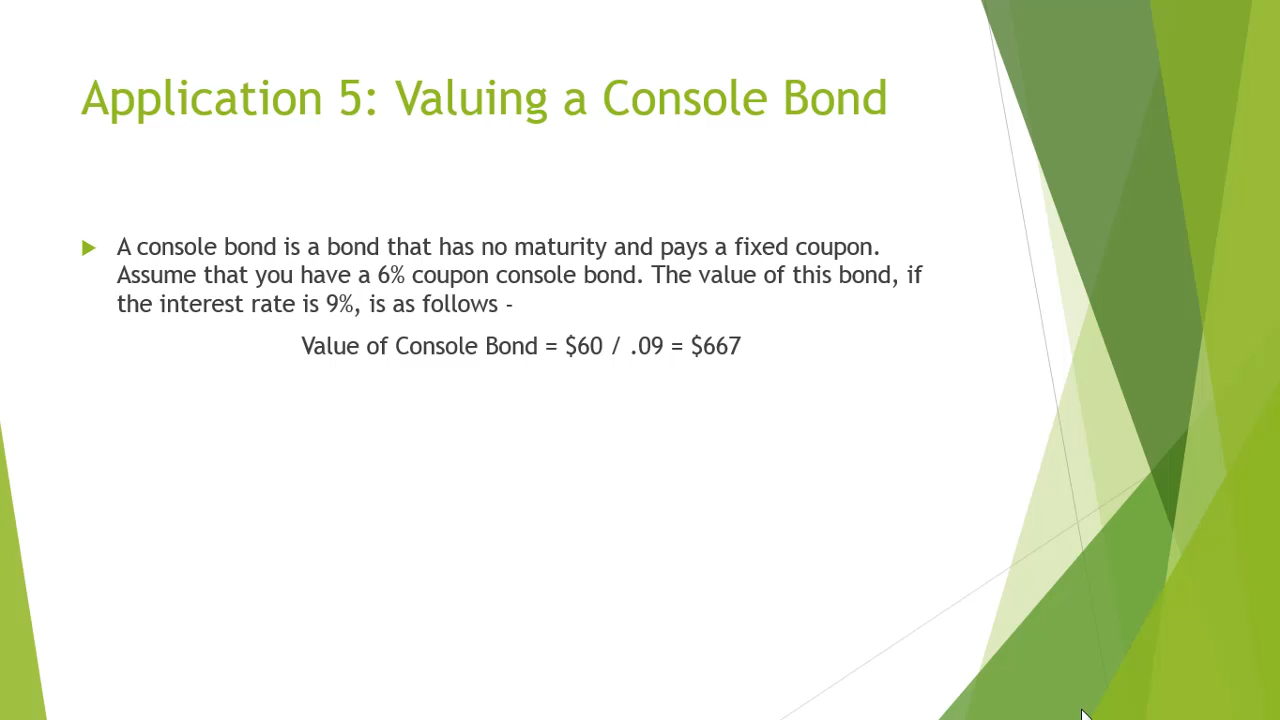 Application 5: Valuing a Console Bond
A console bond is a bond that has no maturity and pays a fixed coupon.
Assume that you have a 6% coupon console bond. The value of this bond, if
the interest rate is 9%, is as follows -
Value of Console Bond = $60 / .09 = $667